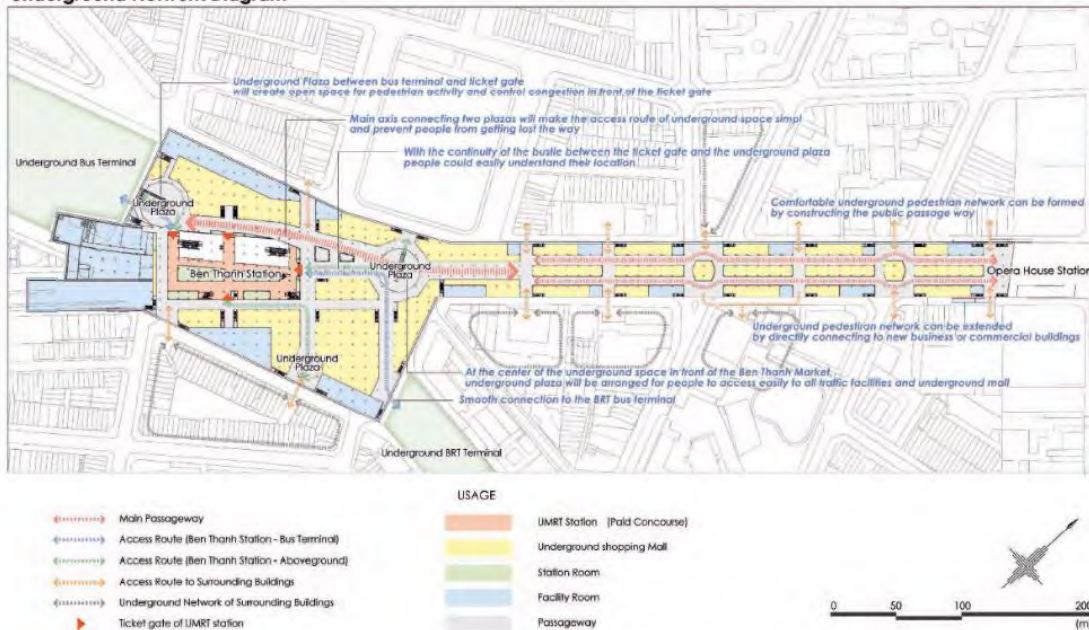 Underground Plaza between bus terminal and ticket gate
will create open space for pedestrian activity and control congestion in front of the ticket gate
Main axis connecting two plazas will make the access route of underground space simpl
and prevent people from getting lost the way
With the continuity of the bustle between the ticket gate and the underground plaza
people could easily understand their location
Underground Bus Terminal
Underground
Plaza
Comfortable underground pedestrian network can be formed
by constructing the public passage way
Ben Thanh Station
Underground
Plaza
Opera House Station
Underground
Plaza
Underground pedestiran network can be extended
by directly connecting to new business or commercial buildings
At the center of the underground space in front of the Ben Thanh Market,
underground plaza will be arranged for people to access easily to all traffic facilities and underground mall
Smooth connection to the BRT bus terminal
Underground BRT Terminal
USAGE
Main Passageway
Access Route (Ben Thanh Station - Bus Terminal)
Access Route (Ben Thanh Station - Aboveground)
Access Route to Surrounding Buildings
Underground Network of Surrounding Buildings
Ticket gate of UMRT station
UMRT Station (Paid Concourse)
Underground shopping Mall
Station Room
Facility Room
Passageway
0 50 100 200
(m